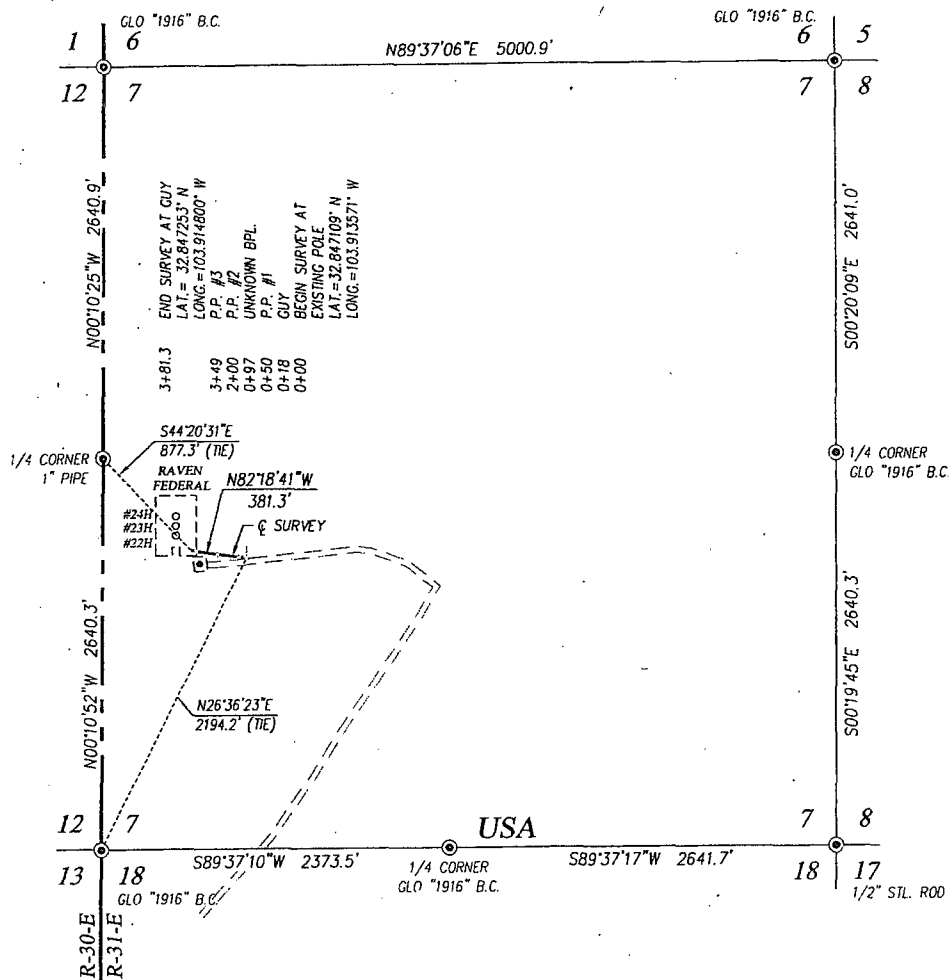 GLO "1916" B.C.
GLO "1916" B.C.
1 6
6 5
N89°37'06"E 5000.9'
12 7
7 8
N00°10'25"W 2640.9'
S00°20'09"E 2641.0'
3+81.3 END SURVEY AT GUY
LAT.= 32.847253° N
LONG.=103.914800° W
3+49 P.P. #3
2+00 P.P. #2
0+97 UNKNOWN BPL.
0+50 P.P. #1
0+18 GUY
0+00 BEGIN SURVEY AT
EXISTING POLE
LAT.=32.847109° N
LONG.=103.913571° W
S44°20'31"E
877.3' (TIE)
1/4 CORNER
1" PIPE
1/4 CORNER
GLO "1916" B.C.
RAVEN
FEDERAL
N82°18'41"W
381.3'
℄ SURVEY
#24H
#23H
#22H
N00°10'52"W 2640.3'
S00°19'45"E 2640.3'
N26°36'23"E
2194.2' (TIE)
12 7
USA
7 8
S89°37'10"W 2373.5'
S89°37'17"W 2641.7'
13 18
18 17
GLO "1916" B.C.
1/4 CORNER
GLO "1916" B.C.
1/2" STL. ROD
R-30-E
R-31-E